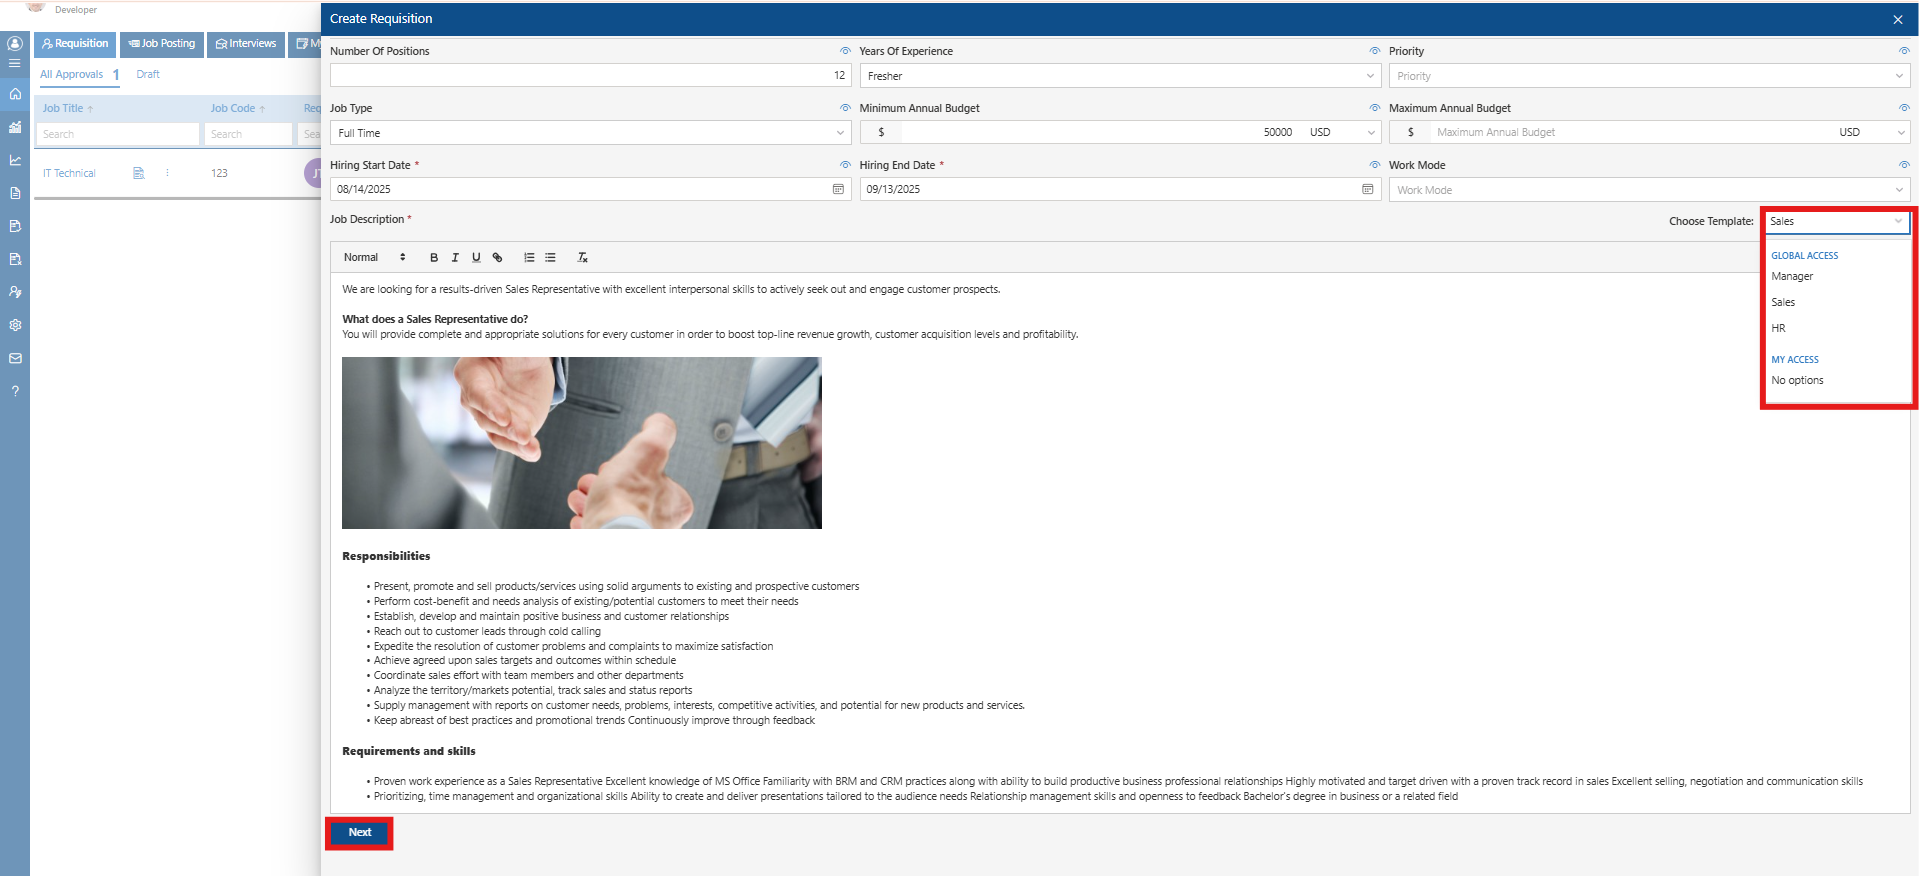 Developer
Create Requisition
Requisition
Job Posting
Interviews
All Approvals 1
Draft
Job Title
Job Code
Search
Search
IT Technical
123
Number Of Positions
12
Years Of Experience
Fresher
Priority
Priority
Job Type
Full Time
Minimum Annual Budget
$ 50000 USD
Maximum Annual Budget
$ Maximum Annual Budget USD
Hiring Start Date *
08/14/2025
Hiring End Date *
09/13/2025
Work Mode
Work Mode
Job Description *
Choose Template: Sales
GLOBAL ACCESS
Manager
Sales
HR
MY ACCESS
No options
Normal B I U
We are looking for a results-driven Sales Representative with excellent interpersonal skills to actively seek out and engage customer prospects.
What does a Sales Representative do?
You will provide complete and appropriate solutions for every customer in order to boost top-line revenue growth, customer acquisition levels and profitability.
Responsibilities
• Present, promote and sell products/services using solid arguments to existing and prospective customers
• Perform cost-benefit and needs analysis of existing/potential customers to meet their needs
• Establish, develop and maintain positive business and customer relationships
• Reach out to customer leads through cold calling
• Expedite the resolution of customer problems and complaints to maximize satisfaction
• Achieve agreed upon sales targets and outcomes within schedule
• Coordinate sales effort with team members and other departments
• Analyze the territory/markets potential, track sales and status reports
• Supply management with reports on customer needs, problems, interests, competitive activities, and potential for new products and services.
• Keep abreast of best practices and promotional trends Continuously improve through feedback
Requirements and skills
• Proven work experience as a Sales Representative Excellent knowledge of MS Office Familiarity with BRM and CRM practices along with ability to build productive business professional relationships Highly motivated and target driven with a proven track record in sales Excellent selling, negotiation and communication skills
• Prioritizing, time management and organizational skills Ability to create and deliver presentations tailored to the audience needs Relationship management skills and openness to feedback Bachelor's degree in business or a related field
Next